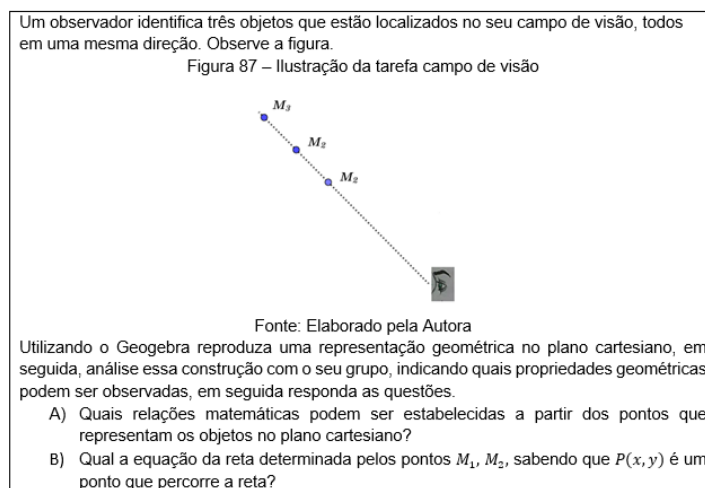 Um observador identifica três objetos que estão localizados no seu campo de visão, todos
em uma mesma direção. Observe a figura.
Figura 87 – Ilustração da tarefa campo de visão
M₃
M₂
M₂
Fonte: Elaborado pela Autora
Utilizando o Geogebra reproduza uma representação geométrica no plano cartesiano, em
seguida, análise essa construção com o seu grupo, indicando quais propriedades geométricas
podem ser observadas, em seguida responda as questões.
A) Quais relações matemáticas podem ser estabelecidas a partir dos pontos que
representam os objetos no plano cartesiano?
B) Qual a equação da reta determinada pelos pontos M₁, M₂, sabendo que P(x, y) é um
ponto que percorre a reta?